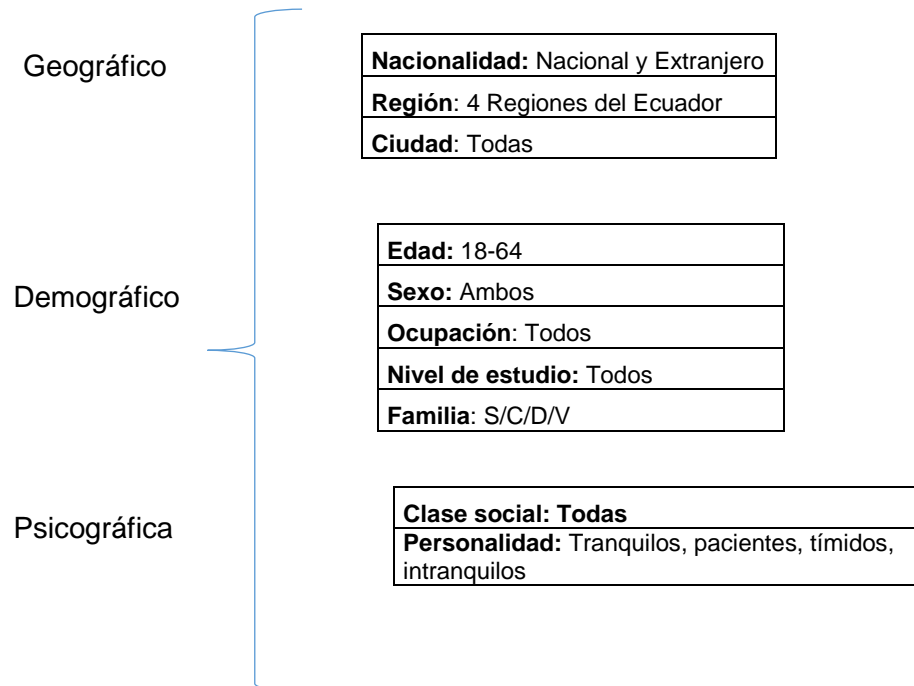 Geográfico
Nacionalidad: Nacional y Extranjero
Región: 4 Regiones del Ecuador
Ciudad: Todas
Demográfico
Edad: 18-64
Sexo: Ambos
Ocupación: Todos
Nivel de estudio: Todos
Familia: S/C/D/V
Psicográfica
Clase social: Todas
Personalidad: Tranquilos, pacientes, tímidos,
intranquilos